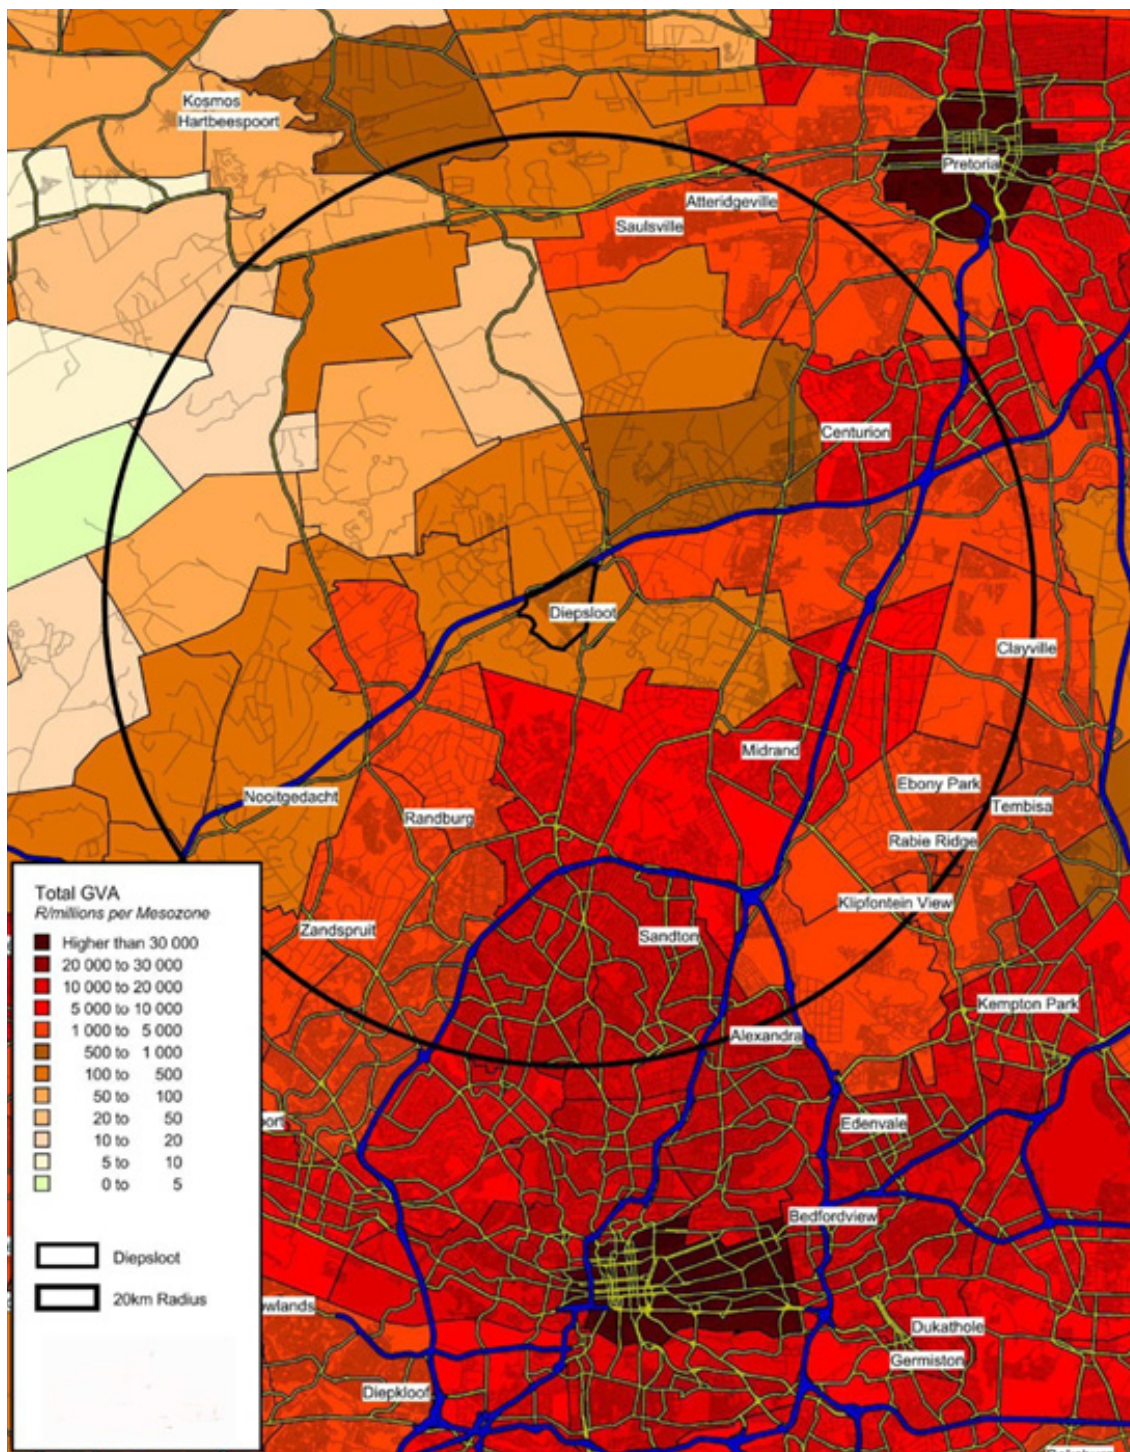 Kosmos
Hartbeespoort
Pretoria
Atteridgeville
Saulsville
Centurion
Diepsloot
Clayville
Midrand
Ebony Park
Nooitgedacht
Tembisa
Randburg
Rabie Ridge
Klipfontein View
Zandspruit
Sandton
Kempton Park
Alexandra
Edenvale
Bedfordview
Dukathole
Germiston
Diepkloof
ort
wlands
Total GVA
R/millions per Mesozone
Higher than 30 000
20 000 to 30 000
10 000 to 20 000
5 000 to 10 000
1 000 to 5 000
500 to 1 000
100 to 500
50 to 100
20 to 50
10 to 20
5 to 10
0 to 5
Diepsloot
20km Radius